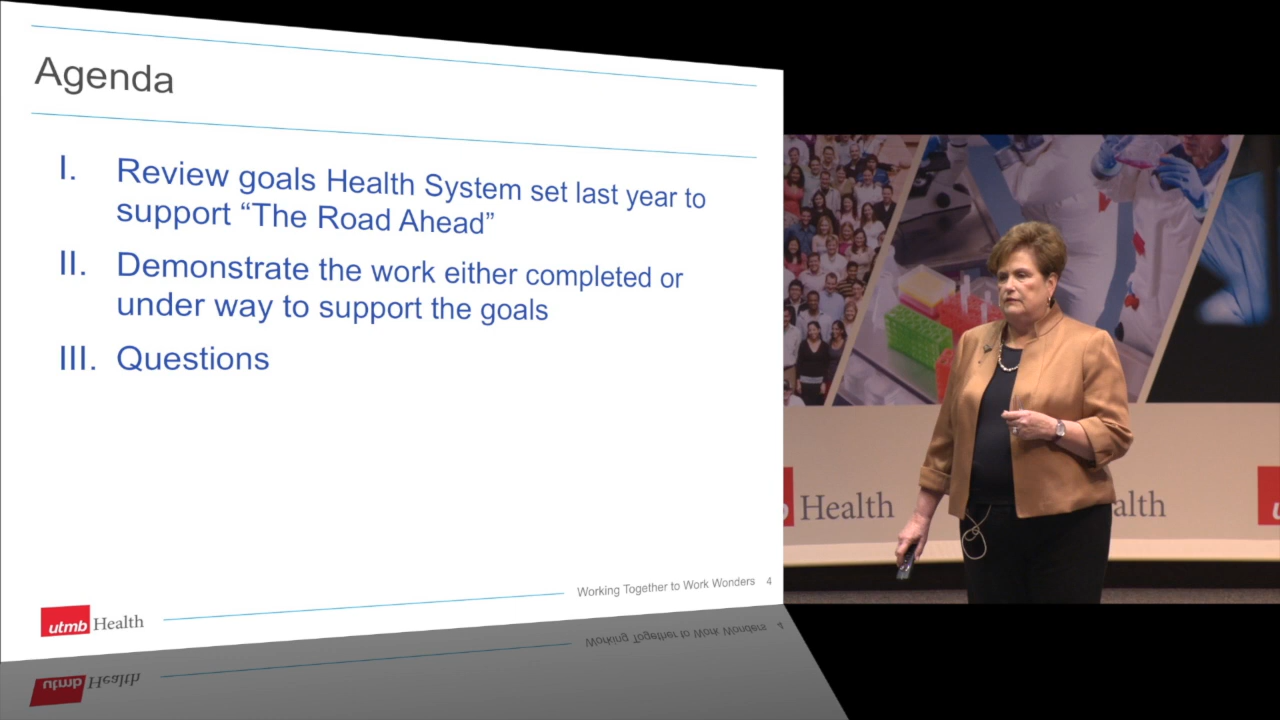 Agenda
I. Review goals Health System set last year to
support “The Road Ahead”
II. Demonstrate the work either completed or
under way to support the goals
III. Questions
Working Together to Work Wonders 4
utmb Health
Health
alth